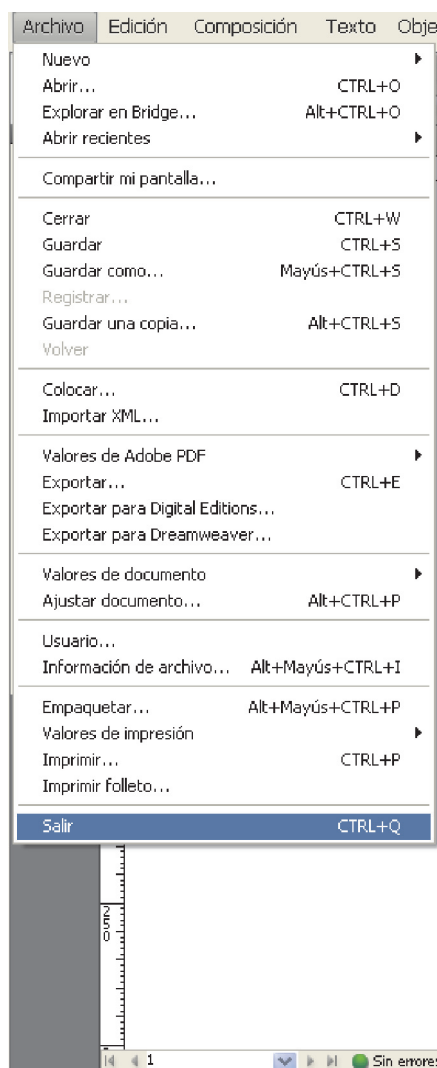 Archivo Edición Composición Texto Obje
Nuevo
Abrir... CTRL+O
Explorar en Bridge... Alt+CTRL+O
Abrir recientes
Compartir mi pantalla...
Cerrar CTRL+W
Guardar CTRL+S
Guardar como... Mayús+CTRL+S
Registrar...
Guardar una copia... Alt+CTRL+S
Volver
Colocar... CTRL+D
Importar XML...
Valores de Adobe PDF
Exportar... CTRL+E
Exportar para Digital Editions...
Exportar para Dreamweaver...
Valores de documento
Ajustar documento... Alt+CTRL+P
Usuario...
Información de archivo... Alt+Mayús+CTRL+I
Empaquetar... Alt+Mayús+CTRL+P
Valores de impresión
Imprimir... CTRL+P
Imprimir folleto...
Salir CTRL+Q
250
1 Sin errores